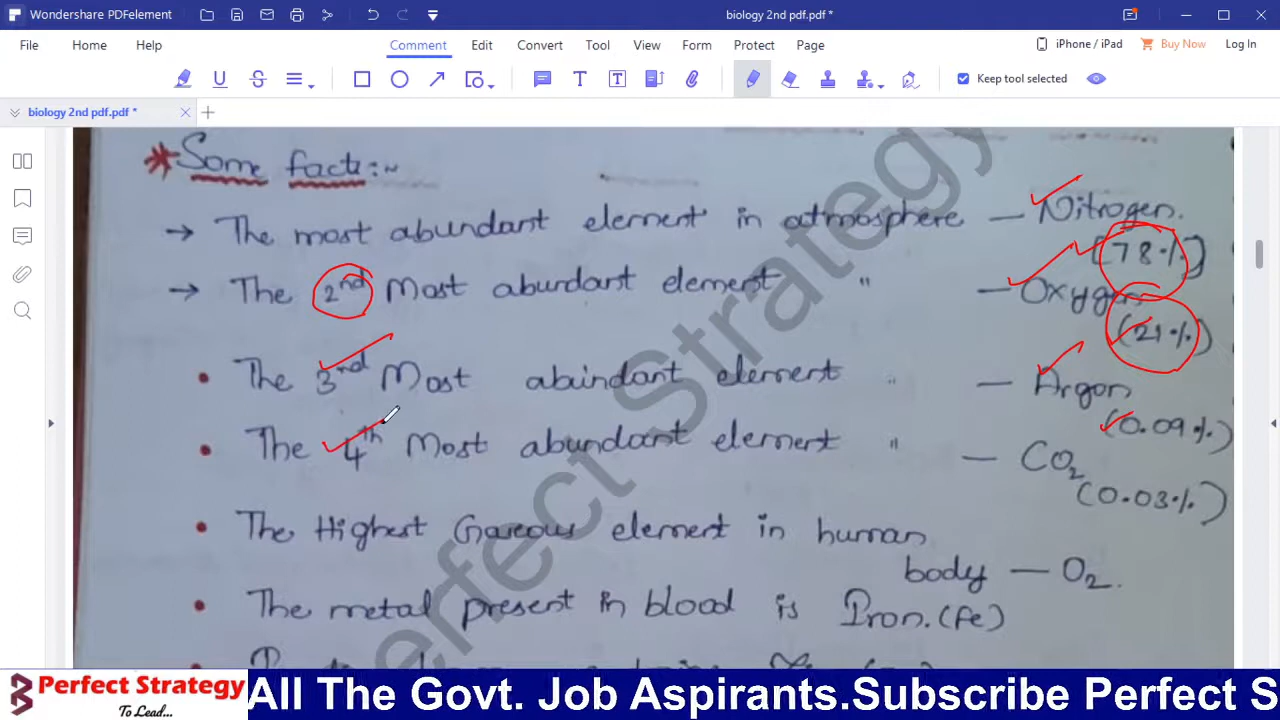 Wondershare PDFelement
biology 2nd pdf.pdf *
File Home Help Comment Edit Convert Tool View Form Protect Page iPhone / iPad Buy Now Log In
Keep tool selected
biology 2nd pdf.pdf *
*Some facts:~
→ The most abundant element in atmosphere — Nitrogen.
(78%)
→ The 2nd Most abundant element " — Oxygen
(21%)
• The 3nd Most abaindant element " — Argon
(0.09%)
• The 4th Most abundant element " — CO2
(0.03%)
• The Highest Gaseous element in human
body — O2.
• The metal present in blood is Iron.(Fe)
erfect Strategy
Perfect Strategy
To Lead...
All The Govt. Job Aspirants.Subscribe Perfect S